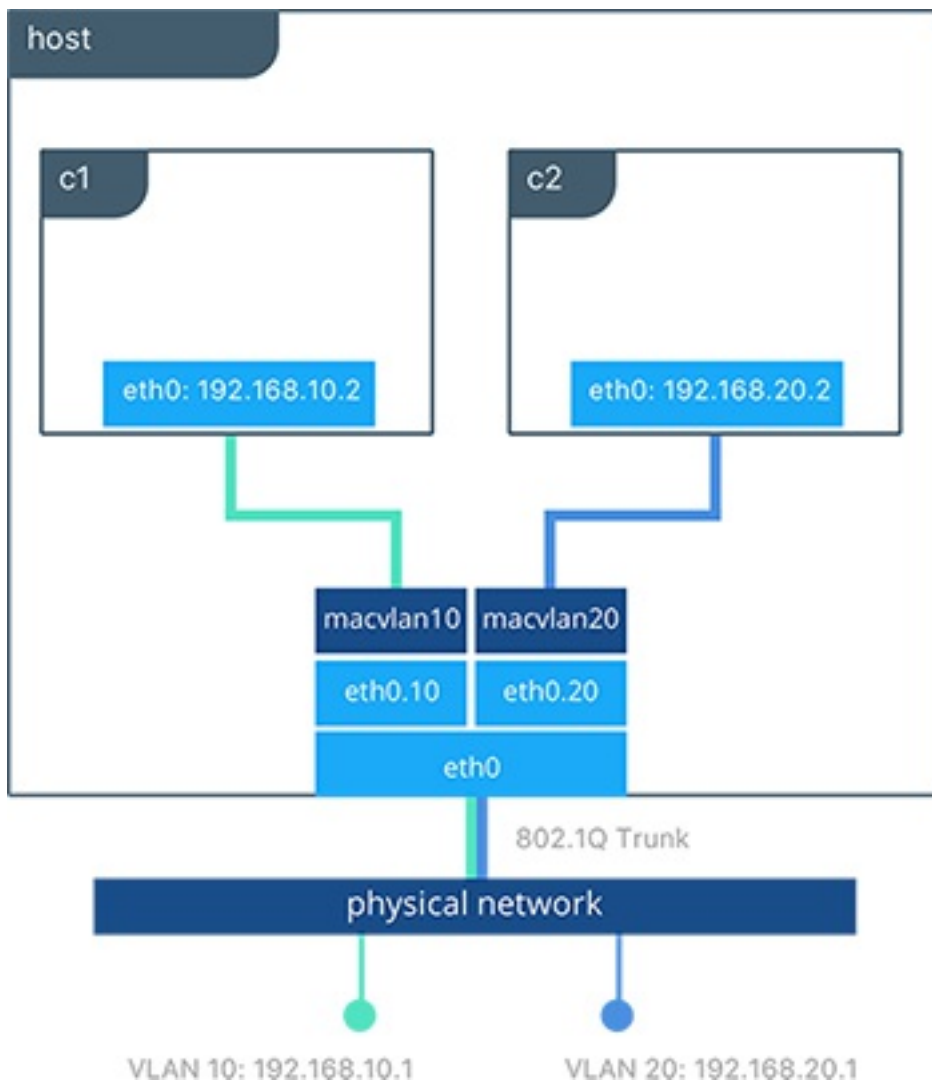 host
c1
c2
eth0: 192.168.10.2
eth0: 192.168.20.2
macvlan10
macvlan20
eth0.10
eth0.20
eth0
802.1Q Trunk
physical network
VLAN 10: 192.168.10.1
VLAN 20: 192.168.20.1